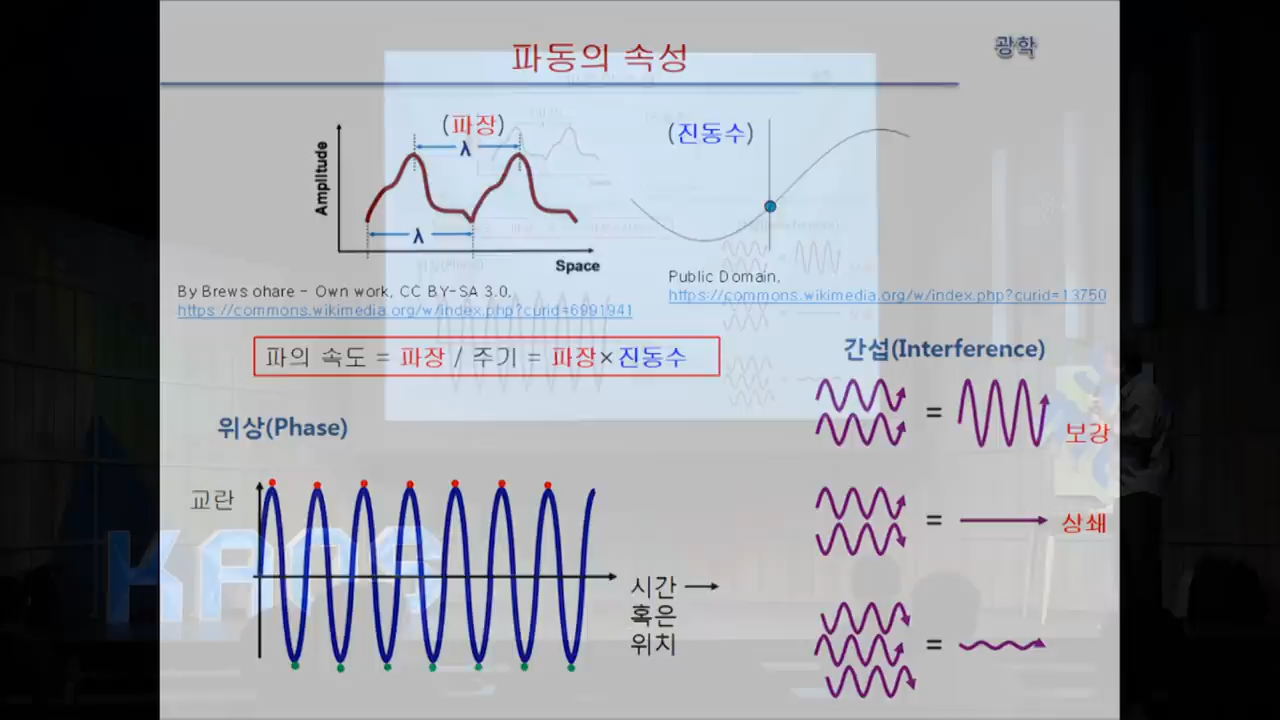 파동의 속성
광학
(파장)
λ
Amplitude
λ
Space
(진동수)
By Brews ohare - Own work, CC BY-SA 3.0,
https://commons.wikimedia.org/w/index.php?curid=6991941
Public Domain,
https://commons.wikimedia.org/w/index.php?curid=13750
파의 속도 = 파장 / 주기 = 파장×진동수
간섭(Interference)
= 보강
= 상쇄
=
위상(Phase)
교란
시간
혹은
위치
KAOS